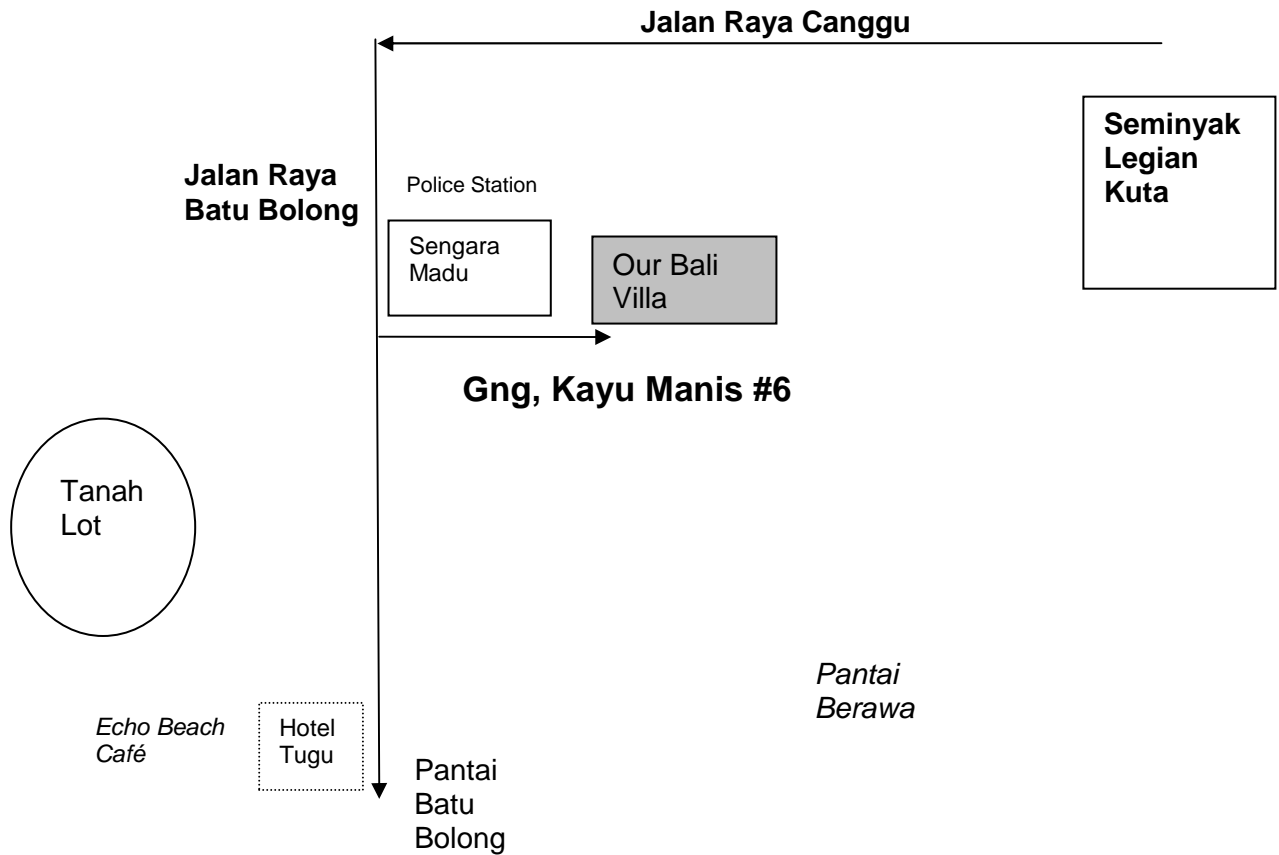 Jalan Raya Canggu
Seminyak
Legian
Kuta
Jalan Raya
Batu Bolong
Police Station
Sengara
Madu
Our Bali
Villa
Gng, Kayu Manis #6
Tanah
Lot
Pantai
Berawa
Echo Beach
Café
Hotel
Tugu
Pantai
Batu
Bolong